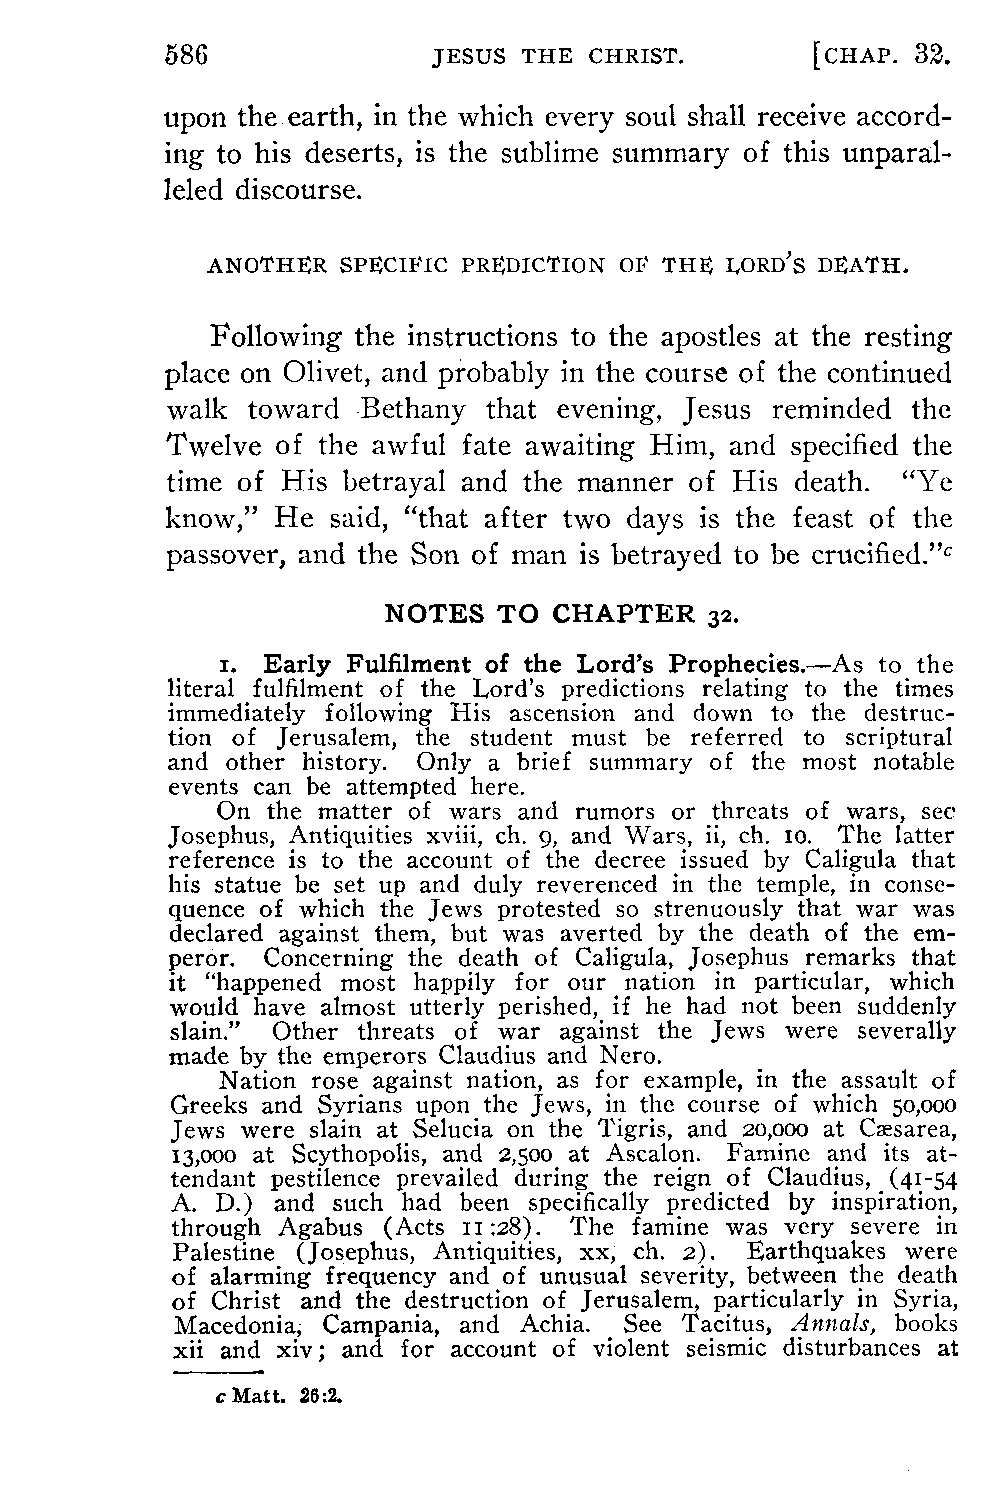 586 JESUS THE CHRIST. [CHAP. 32.
upon the earth, in the which every soul shall receive accord-
ing to his deserts, is the sublime summary of this unparal-
leled discourse.
ANOTHER SPECIFIC PREDICTION OF THE LORD'S DEATH.
Following the instructions to the apostles at the resting
place on Olivet, and probably in the course of the continued
walk toward Bethany that evening, Jesus reminded the
Twelve of the awful fate awaiting Him, and specified the
time of His betrayal and the manner of His death. “Ye
know,” He said, “that after two days is the feast of the
passover, and the Son of man is betrayed to be crucified.”c
NOTES TO CHAPTER 32.
1. Early Fulfilment of the Lord's Prophecies.—As to the
literal fulfilment of the Lord's predictions relating to the times
immediately following His ascension and down to the destruc-
tion of Jerusalem, the student must be referred to scriptural
and other history. Only a brief summary of the most notable
events can be attempted here.
On the matter of wars and rumors or threats of wars, see
Josephus, Antiquities xviii, ch. 9, and Wars, ii, ch. 10. The latter
reference is to the account of the decree issued by Caligula that
his statue be set up and duly reverenced in the temple, in conse-
quence of which the Jews protested so strenuously that war was
declared against them, but was averted by the death of the em-
peror. Concerning the death of Caligula, Josephus remarks that
it “happened most happily for our nation in particular, which
would have almost utterly perished, if he had not been suddenly
slain.” Other threats of war against the Jews were severally
made by the emperors Claudius and Nero.
Nation rose against nation, as for example, in the assault of
Greeks and Syrians upon the Jews, in the course of which 50,000
Jews were slain at Selucia on the Tigris, and 20,000 at Cæsarea,
13,000 at Scythopolis, and 2,500 at Ascalon. Famine and its at-
tendant pestilence prevailed during the reign of Claudius, (41-54
A. D.) and such had been specifically predicted by inspiration,
through Agabus (Acts 11:28). The famine was very severe in
Palestine (Josephus, Antiquities, xx, ch. 2). Earthquakes were
of alarming frequency and of unusual severity, between the death
of Christ and the destruction of Jerusalem, particularly in Syria,
Macedonia, Campania, and Achia. See Tacitus, Annals, books
xii and xiv; and for account of violent seismic disturbances at
c Matt. 26:2.